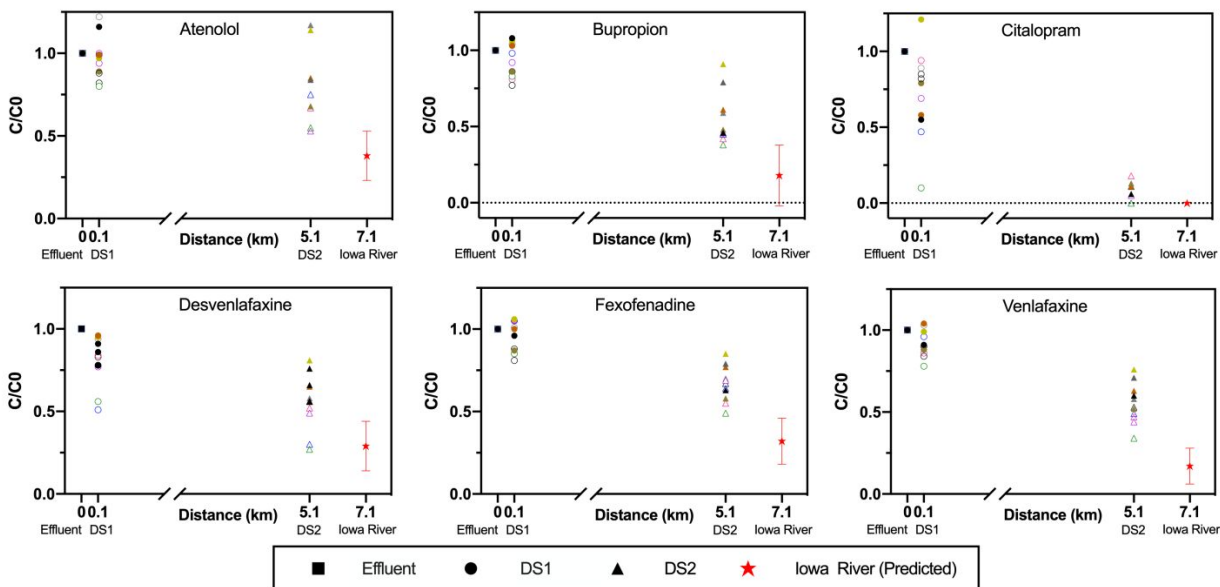 Atenolol
C/C0
1.0
0.5
0.0
0 0.1 5.1 7.1
Distance (km)
Effluent DS1 DS2 Iowa River
Bupropion
C/C0
1.0
0.5
0.0
0 0.1 5.1 7.1
Distance (km)
Effluent DS1 DS2 Iowa River
Citalopram
C/C0
1.0
0.5
0.0
0 0.1 5.1 7.1
Distance (km)
Effluent DS1 DS2 Iowa River
Desvenlafaxine
C/C0
1.0
0.5
0.0
0 0.1 5.1 7.1
Distance (km)
Effluent DS1 DS2 Iowa River
Fexofenadine
C/C0
1.0
0.5
0.0
0 0.1 5.1 7.1
Distance (km)
Effluent DS1 DS2 Iowa River
Venlafaxine
C/C0
1.0
0.5
0.0
0 0.1 5.1 7.1
Distance (km)
Effluent DS1 DS2 Iowa River
Effluent DS1 DS2 Iowa River (Predicted)